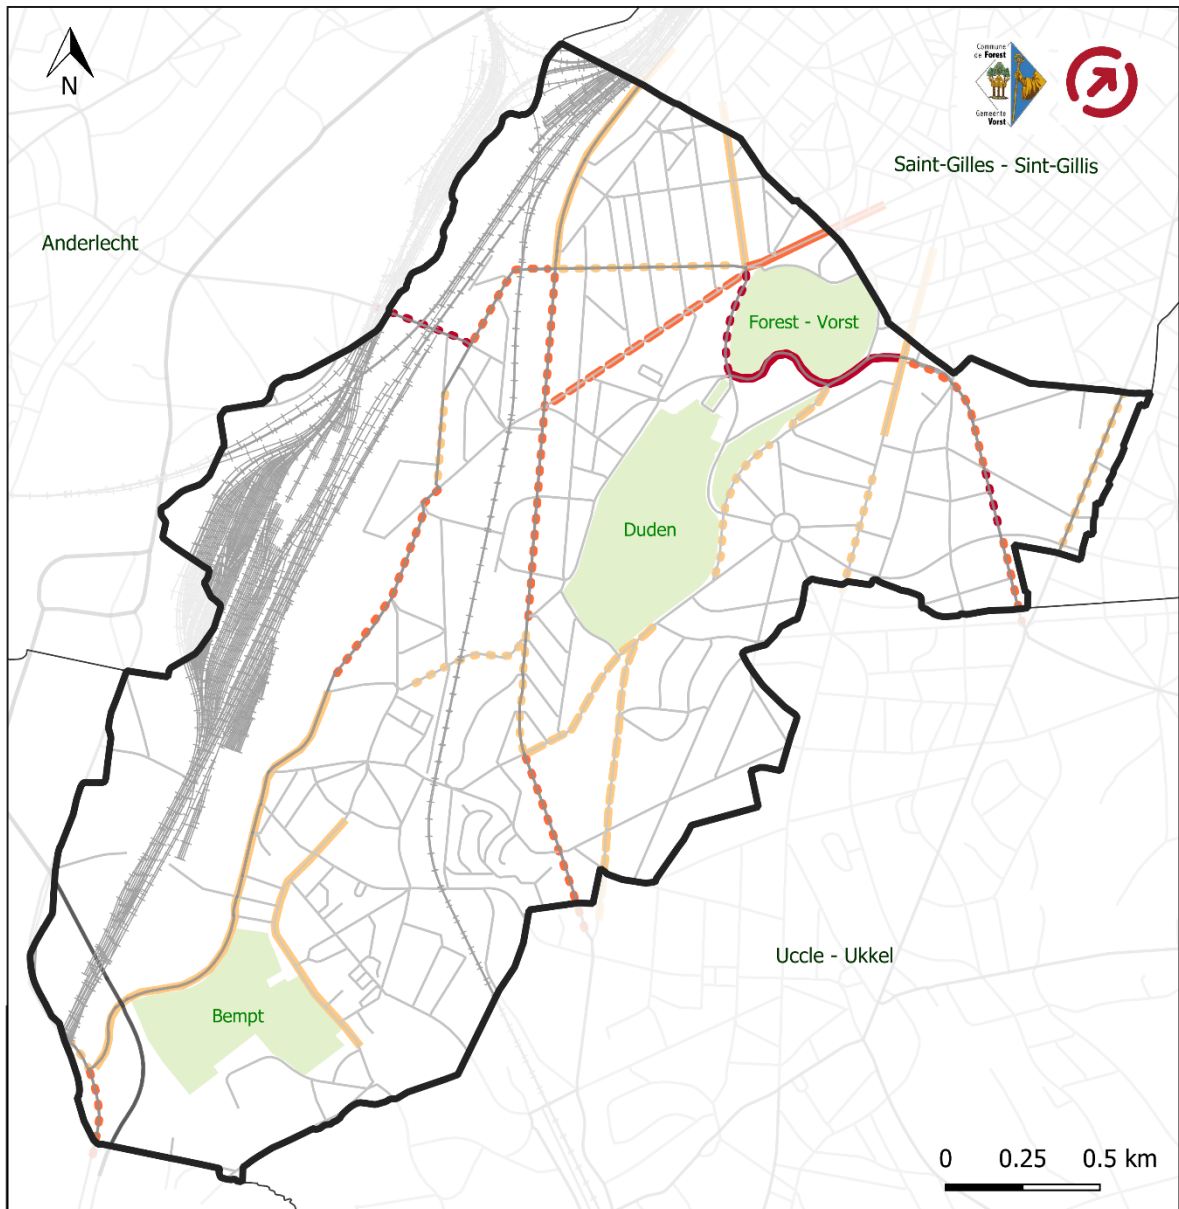 N
Commune
de Forest
Gemeente
Vorst
Saint-Gilles - Sint-Gillis
Anderlecht
Forest - Vorst
Duden
Uccle - Ukkel
Bempt
0 0.25 0.5 km